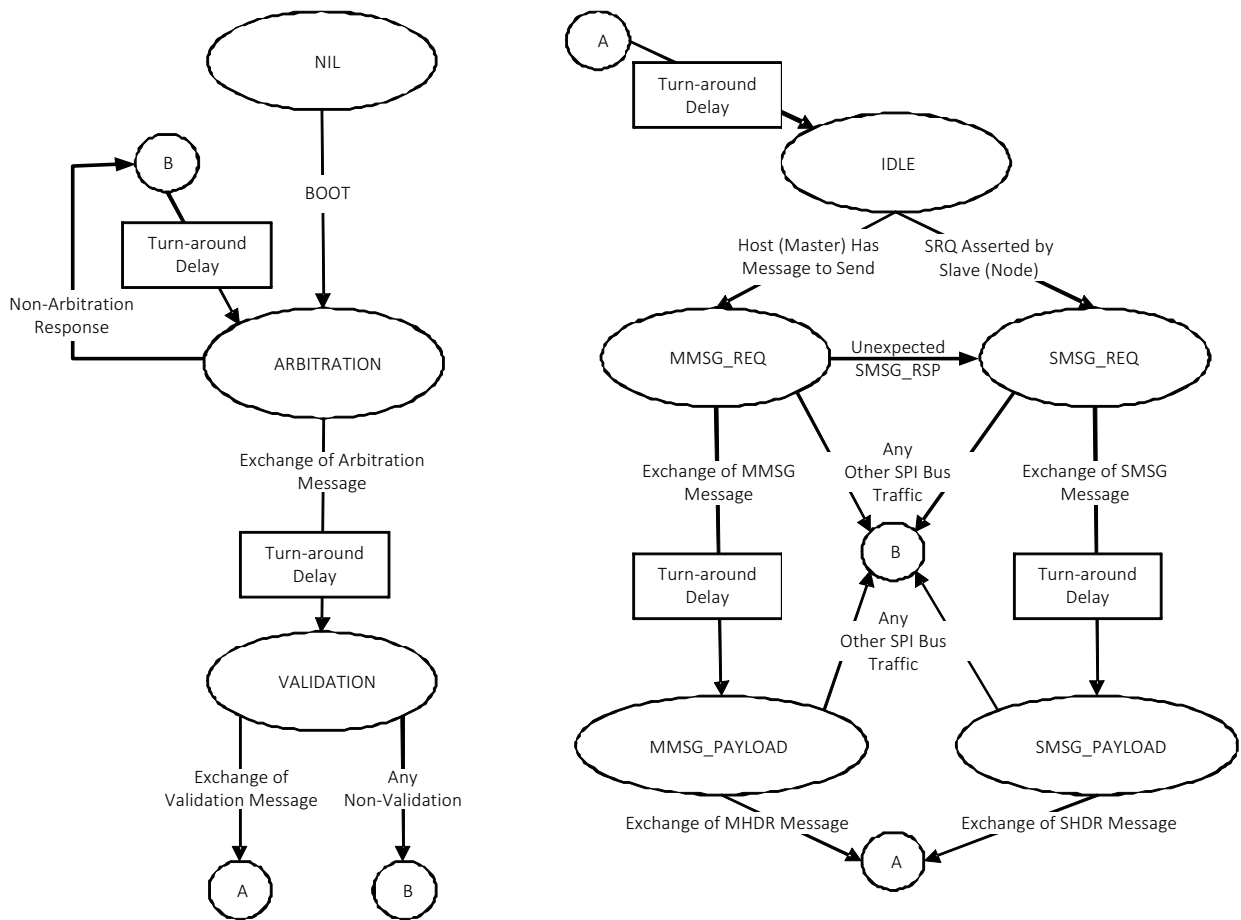 NIL
BOOT
B
Turn-around
Delay
Non-Arbitration
Response
ARBITRATION
Exchange of Arbitration
Message
Turn-around
Delay
VALIDATION
Exchange of
Validation Message
Any
Non-Validation
A
B
A
Turn-around
Delay
IDLE
Host (Master) Has
Message to Send
SRQ Asserted by
Slave (Node)
MMSG_REQ
Unexpected
SMSG_RSP
SMSG_REQ
Exchange of MMSG
Message
Any
Other SPI Bus
Traffic
Exchange of SMSG
Message
B
Turn-around
Delay
Turn-around
Delay
Any
Other SPI Bus
Traffic
MMSG_PAYLOAD
SMSG_PAYLOAD
Exchange of MHDR Message
Exchange of SHDR Message
A